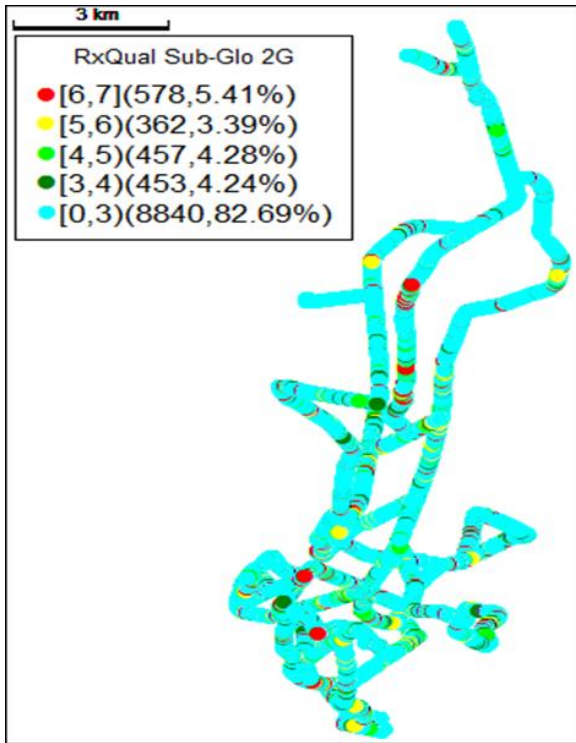 3 km
RxQual Sub-Glo 2G
[6,7](578,5.41%)
[5,6)(362,3.39%)
[4,5)(457,4.28%)
[3,4)(453,4.24%)
[0,3)(8840,82.69%)